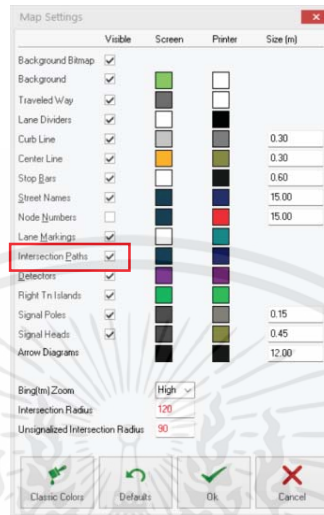 Map Settings
Visible Screen Printer Size (m)
Background Bitmap
Background
Traveled Way
Lane Dividers
Curb Line 0.30
Center Line 0.30
Stop Bars 0.60
Street Names 15.00
Node Numbers 15.00
Lane Markings
Intersection Paths
Detectors
Right Tn Islands
Signal Poles 0.15
Signal Heads 0.45
Arrow Diagrams 12.00
Bing(tm) Zoom High
Intersection Radius 120
Unsignalized Intersection Radius 90
Classic Colors Defaults Ok Cancel